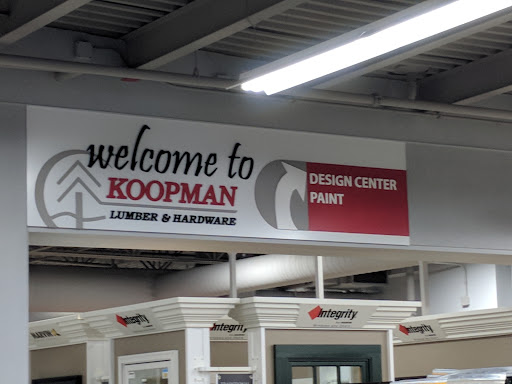 welcome to
KOOPMAN
LUMBER & HARDWARE
DESIGN CENTER
PAINT
Integrity
Integrity
Integrity
Integrity